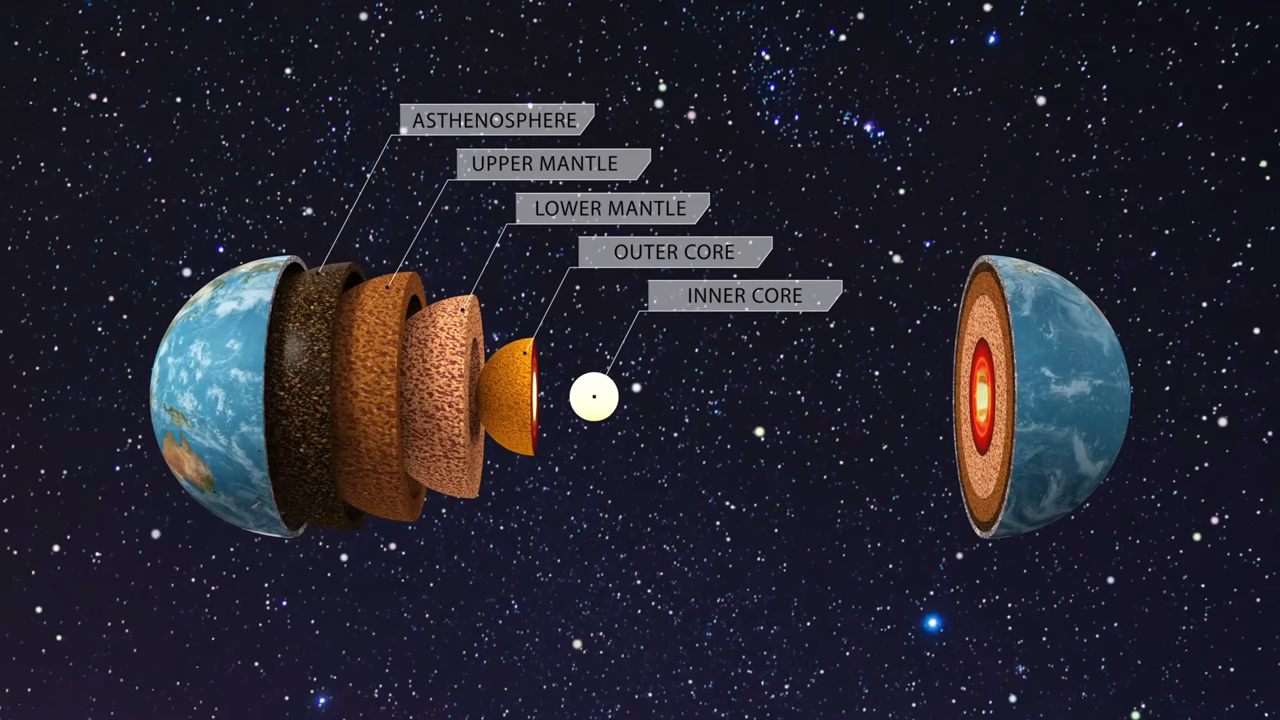 ASTHENOSPHERE
UPPER MANTLE
LOWER MANTLE
OUTER CORE
INNER CORE